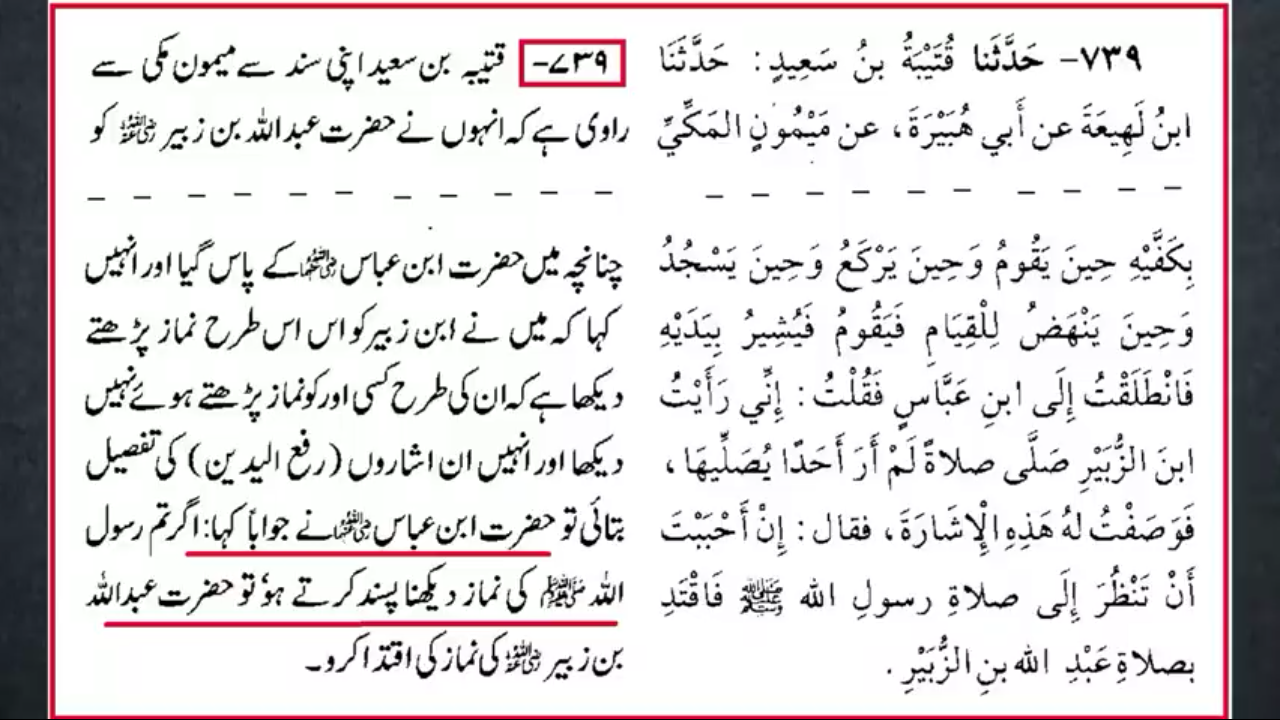 ٧٣٩- حَدَّثَنا قُتَيْبَةُ بنُ سَعِيدٍ: حَدَّثَنَا
ابنُ لَهِيعَةَ عن أَبي هُبَيْرَةَ، عن مَيْمُونٍ المَكِّيِّ
بِكَفَّيْهِ حِينَ يَقُومُ وَحِينَ يَرْكَعُ وَحِينَ يَسْجُدُ
وَحِينَ يَنْهَضُ لِلْقِيَامِ فَيَقُومُ فَيُشِيرُ بِيَدَيْهِ
فَانْطَلَقْتُ إِلَى ابنِ عَبَّاسٍ فَقُلْتُ: إِنِّي رَأَيْتُ
ابنَ الزُّبَيْرِ صَلَّى صلاةً لَمْ أَرَ أَحَدًا يُصَلِّيهَا،
فَوَصَفْتُ لهُ هَذِهِ الإِشَارَةَ، فقال: إِنْ أَحْبَبْتَ
أَنْ تَنْظُرَ إِلَى صلاةِ رسولِ الله ﷺ فَاقْتَدِ
بصلاةِ عَبْدِ الله بنِ الزُّبَيْرِ.
٧٣٩- قتیبہ بن سعید اپنی سند سے میمون مکی سے
راوی ہے کہ انہوں نے حضرت عبداللہ بن زبیر رضی اللہ عنہ کو
چنانچہ میں حضرت ابن عباس رضی اللہ عنہما کے پاس گیا اور انہیں
کہا کہ میں نے ابن زبیر کو اس اس طرح نماز پڑھتے
دیکھا ہے کہ ان کی طرح کسی اور کو نماز پڑھتے ہوئے نہیں
دیکھا اور انہیں ان اشاروں (رفع الیدین) کی تفصیل
بتائی تو حضرت ابن عباس رضی اللہ عنہما نے جواباً کہا: اگر تم رسول
اللہ ﷺ کی نماز دیکھنا پسند کرتے ہو تو حضرت عبداللہ
بن زبیر رضی اللہ عنہ کی نماز کی اقتدا کرو۔